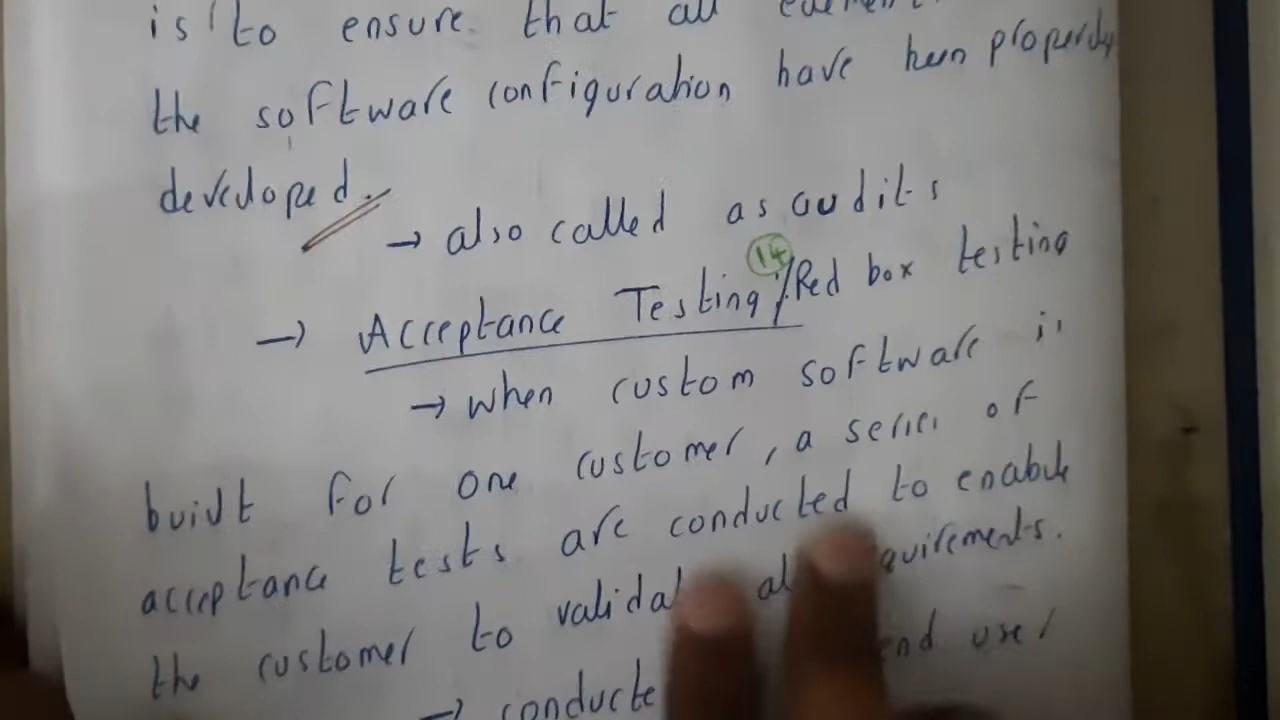 is to ensure that all
the software configuration have been properly
developed.
→ also called as audits
14
→ Acceptance Testing / Red box testing
→ when custom software is
built for one customer, a series of
acceptance tests are conducted to enable
the customer to validate all requirements.
→ end user